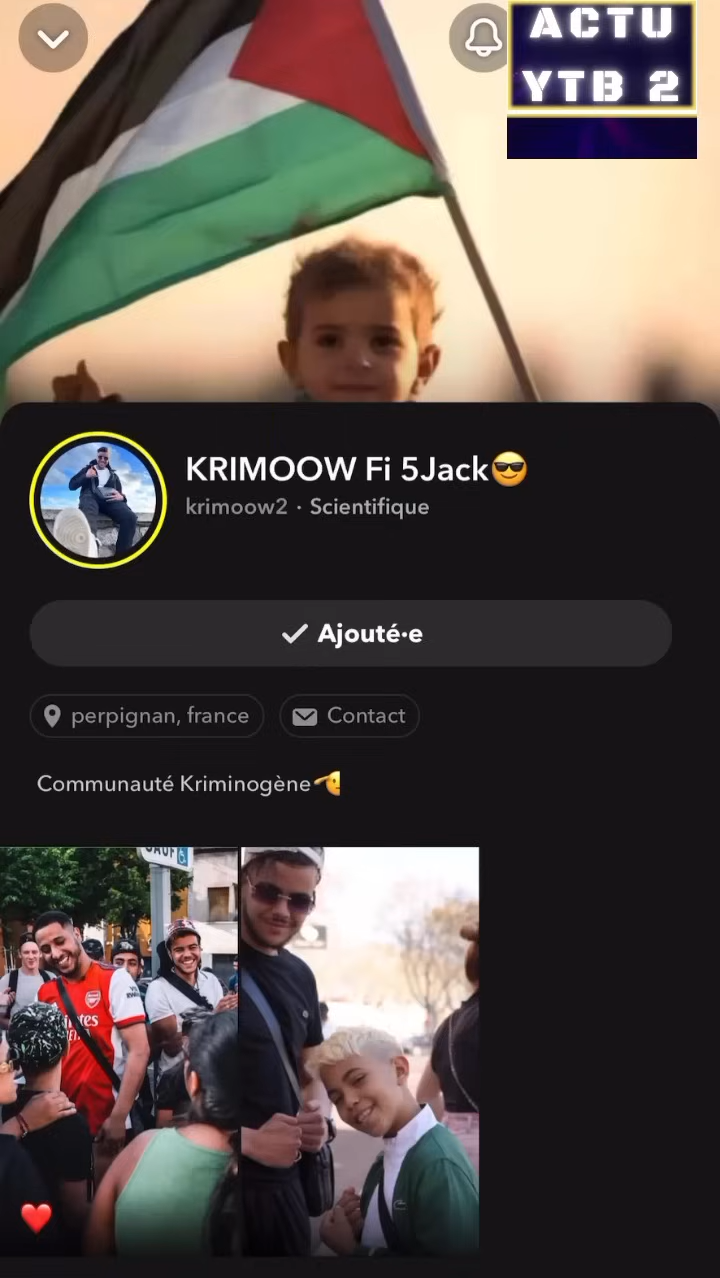 ACTU
YTB 2
KRIMOOW Fi 5Jack😎
krimoow2 · Scientifique
Ajouté·e
perpignan, france
Contact
Communauté Kriminogène